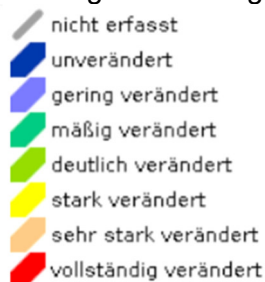 nicht erfasst
unverändert
gering verändert
mäßig verändert
deutlich verändert
stark verändert
sehr stark verändert
vollständig verändert